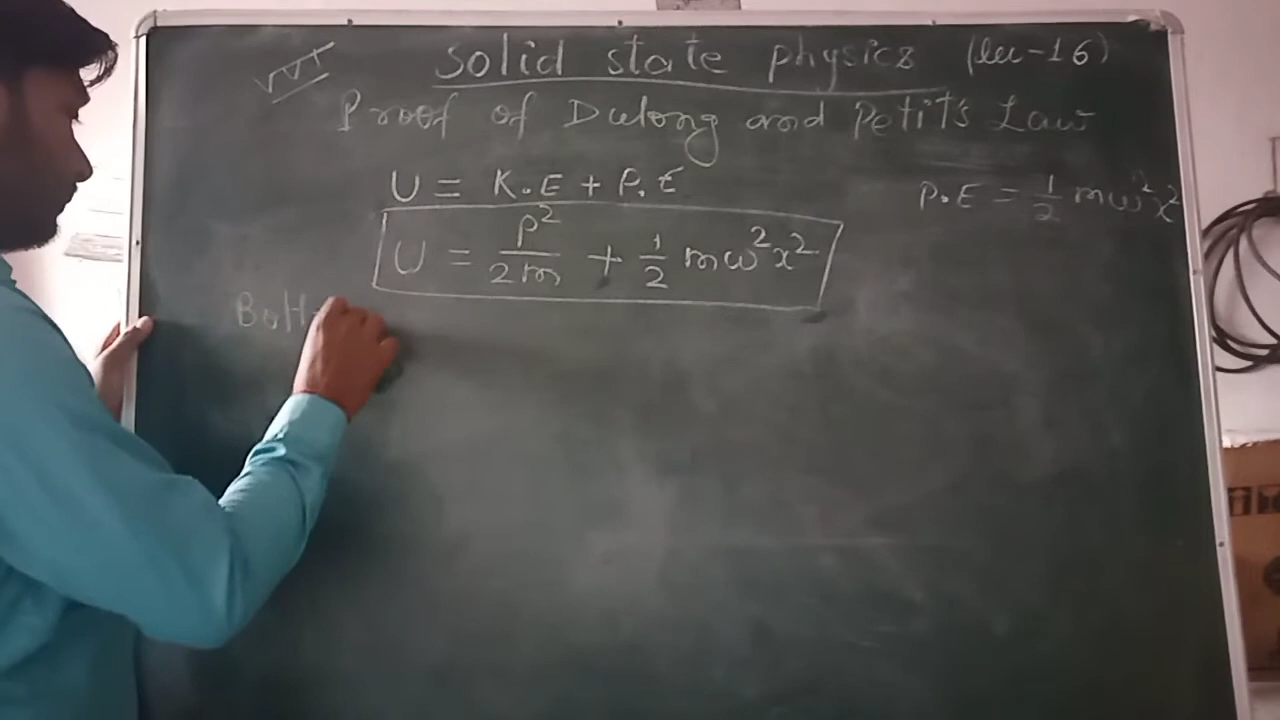 VVI
Solid state physics (lec-16)
Proof of Dulong and Petit's Law
U = K.E + P.E
P.E = 1/2 mω²x²
U = P²/2m + 1/2 mω²x²